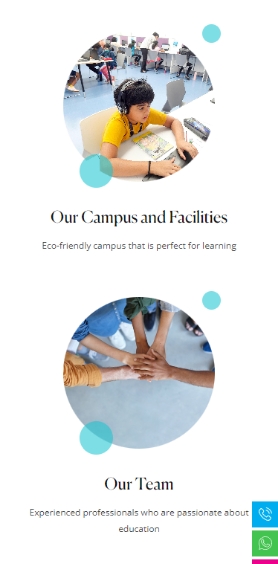 Our Campus and Facilities
Eco-friendly campus that is perfect for learning
Our Team
Experienced professionals who are passionate about
education